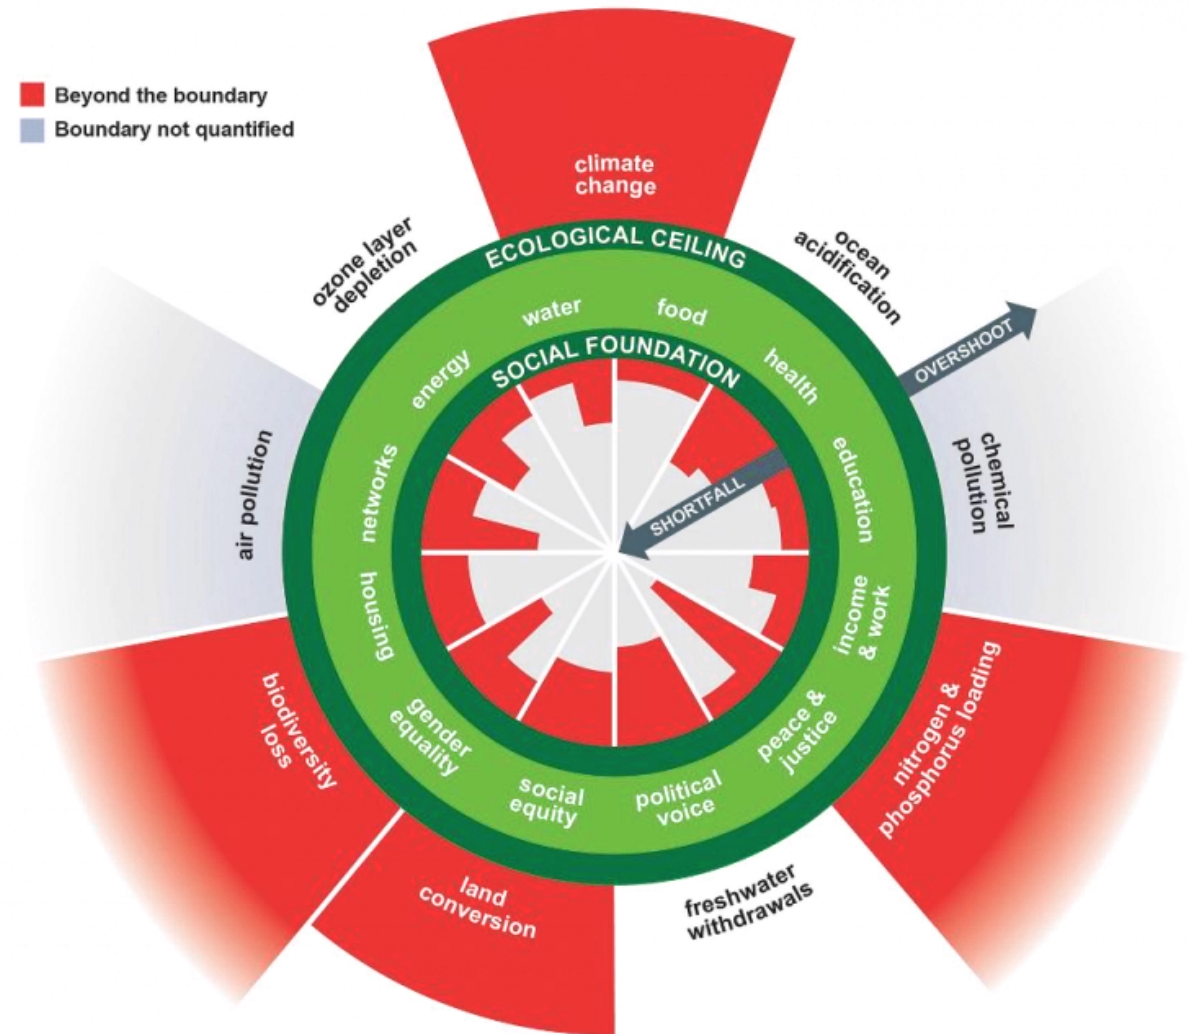 Beyond the boundary
Boundary not quantified
climate
change
ozone layer
depletion
ocean
acidification
ECOLOGICAL CEILING
OVERSHOOT
water
food
SOCIAL FOUNDATION
energy
health
networks
education
air pollution
chemical
pollution
SHORTFALL
housing
income
& work
biodiversity
loss
gender
equality
peace &
justice
nitrogen &
phosphorus loading
social
equity
political
voice
land
conversion
freshwater
withdrawals